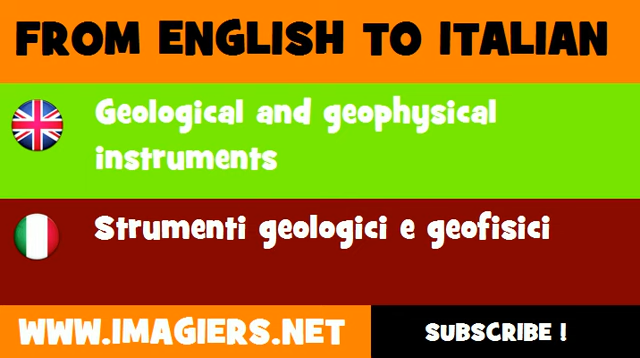 FROM ENGLISH TO ITALIAN
Geological and geophysical
instruments
Strumenti geologici e geofisici
WWW.IMAGIERS.NET
SUBSCRIBE !